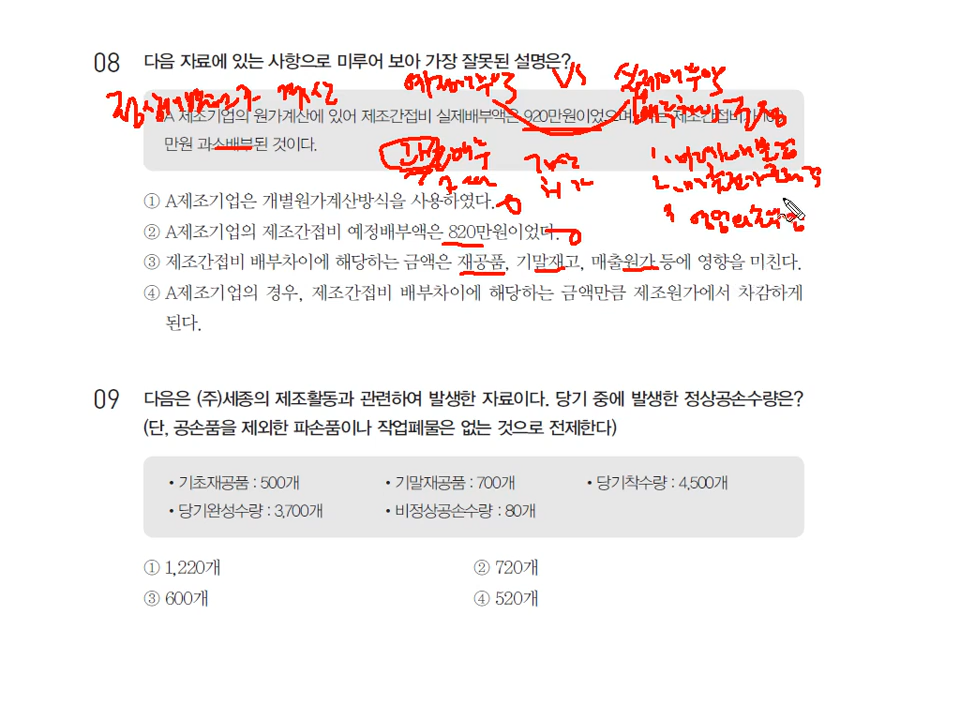 08 다음 자료에 있는 사항으로 미루어 보아 가장 잘못된 설명은?
VS
A 제조기업의 원가계산에 있어 제조간접비 실제배부액은 920만원이었으며
만원 과소배부된 것이다.
① A제조기업은 개별원가계산방식을 사용하였다.
② A제조기업의 제조간접비 예정배부액은 820만원이었다.
③ 제조간접비 배부차이에 해당하는 금액은 재공품, 기말재고, 매출원가 등에 영향을 미친다.
④ A제조기업의 경우, 제조간접비 배부차이에 해당하는 금액만큼 제조원가에서 차감하게
된다.
09 다음은 (주)세종의 제조활동과 관련하여 발생한 자료이다. 당기 중에 발생한 정상공손수량은?
(단, 공손품을 제외한 파손품이나 작업폐물은 없는 것으로 전제한다)
• 기초재공품 : 500개 • 기말재공품 : 700개 • 당기착수량 : 4,500개
• 당기완성수량 : 3,700개 • 비정상공손수량 : 80개
① 1,220개 ② 720개
③ 600개 ④ 520개